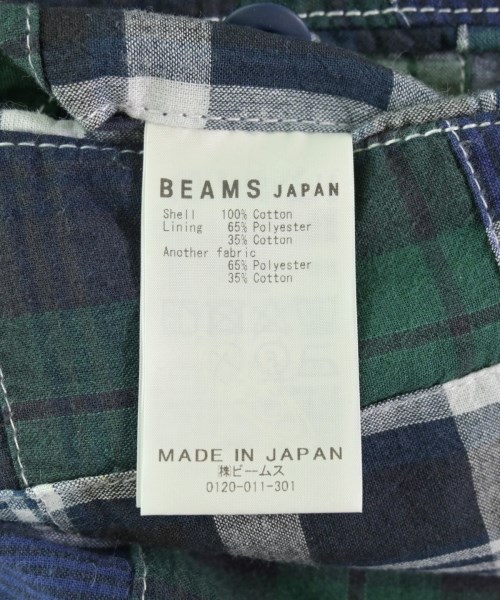 BEAMS JAPAN
Shell 100% Cotton
Lining 65% Polyester
35% Cotton
Another fabric
65% Polyester
35% Cotton
MADE IN JAPAN
㈱ビームス
0120-011-301